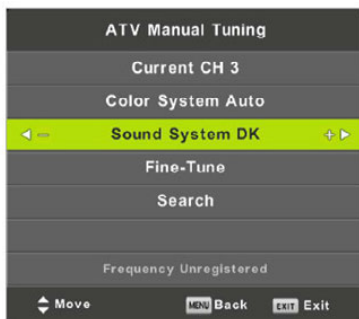 ATV Manual Tuning
Current CH 3
Color System Auto
− Sound System DK +
Fine-Tune
Search
Frequency Unregistered
Move MENU Back EXIT Exit